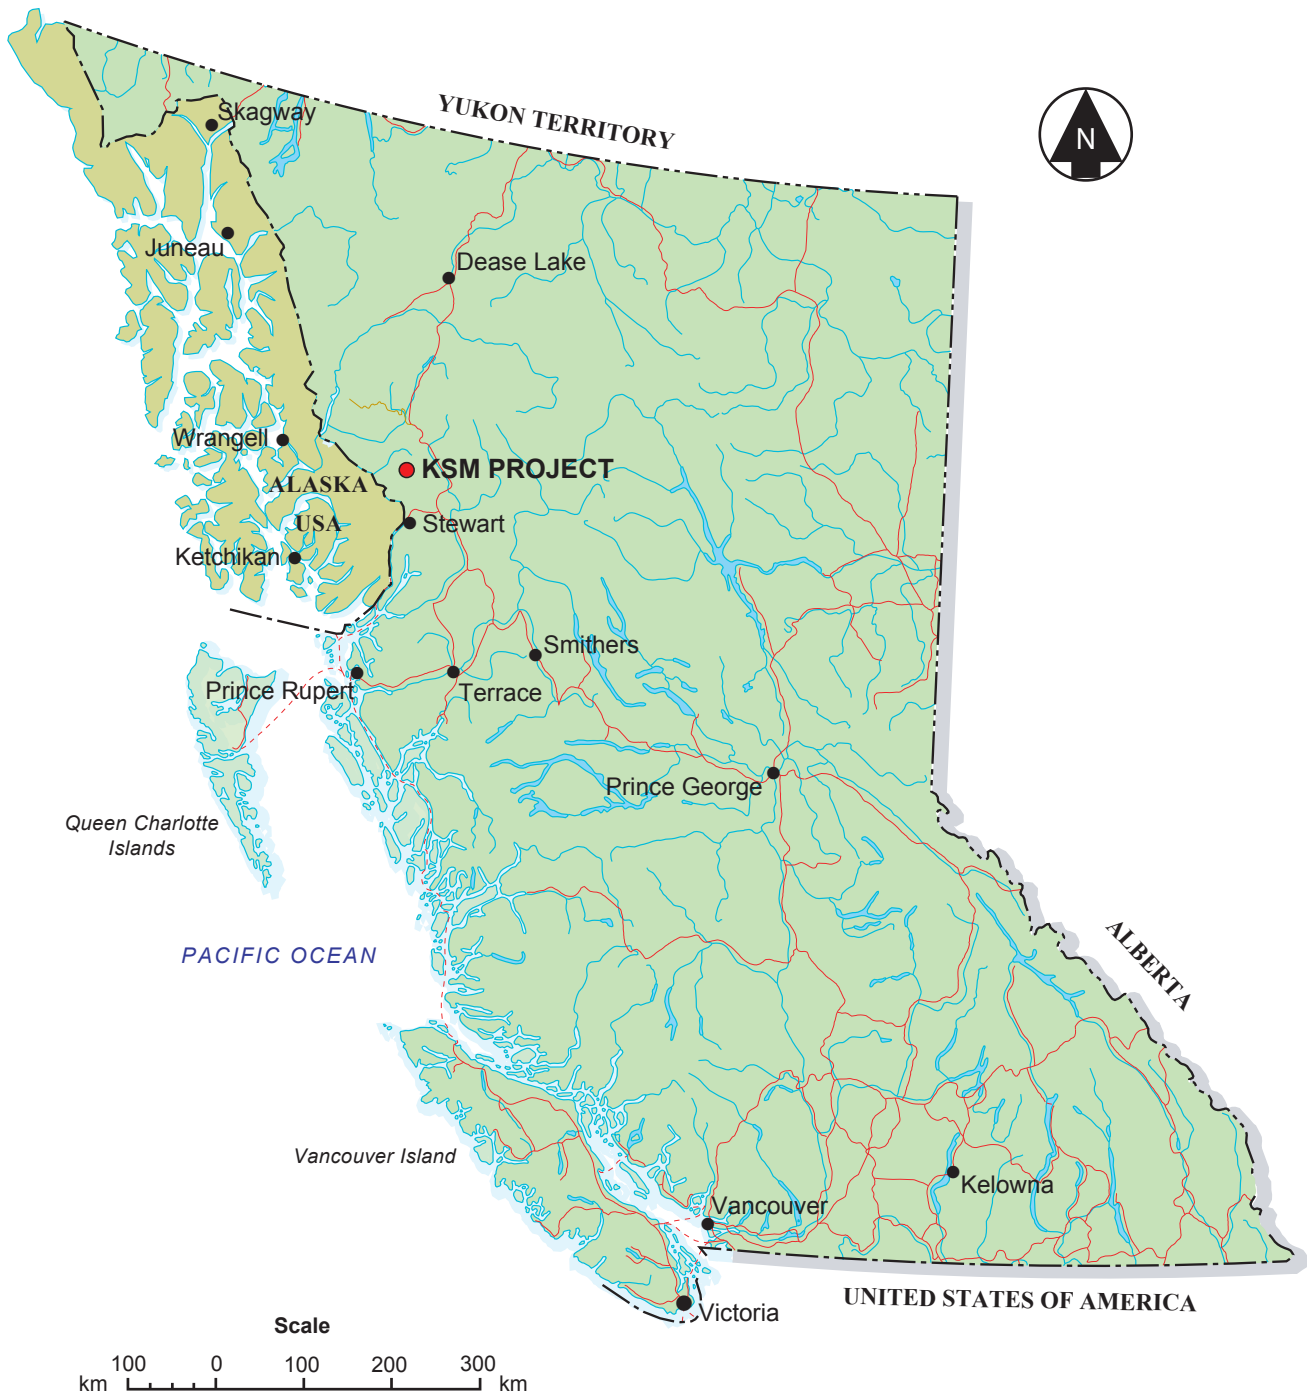 YUKON TERRITORY
N
Skagway
Juneau
Dease Lake
Wrangell
KSM PROJECT
ALASKA
USA
Stewart
Ketchikan
Smithers
Prince Rupert
Terrace
Prince George
Queen Charlotte
Islands
ALBERTA
PACIFIC OCEAN
Vancouver Island
Kelowna
Vancouver
UNITED STATES OF AMERICA
Victoria
Scale
100 0 100 200 300
km km